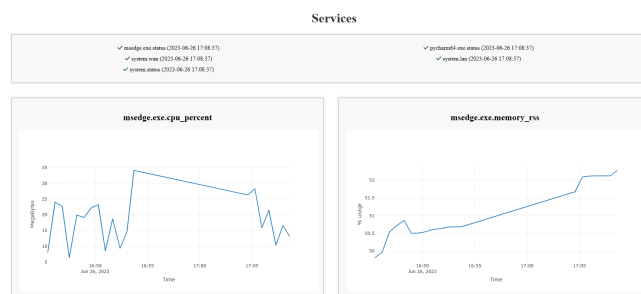 Services
✓ msedge.exe.status (2023-06-26 17:08:37)
✓ pycharm64.exe.status (2023-06-26 17:08:37)
✓ system.wan (2023-06-26 17:08:37)
✓ system.lan (2023-06-26 17:08:37)
✓ system.status (2023-06-26 17:08:37)
msedge.exe.cpu_percent
35
30
25
20
15
10
5
MegaBytes
16:50
Jun 26, 2023
16:55
17:00
17:05
Time
msedge.exe.memory_rss
52
51.5
51
50.5
50
% usage
16:50
Jun 26, 2023
16:55
17:00
17:05
Time